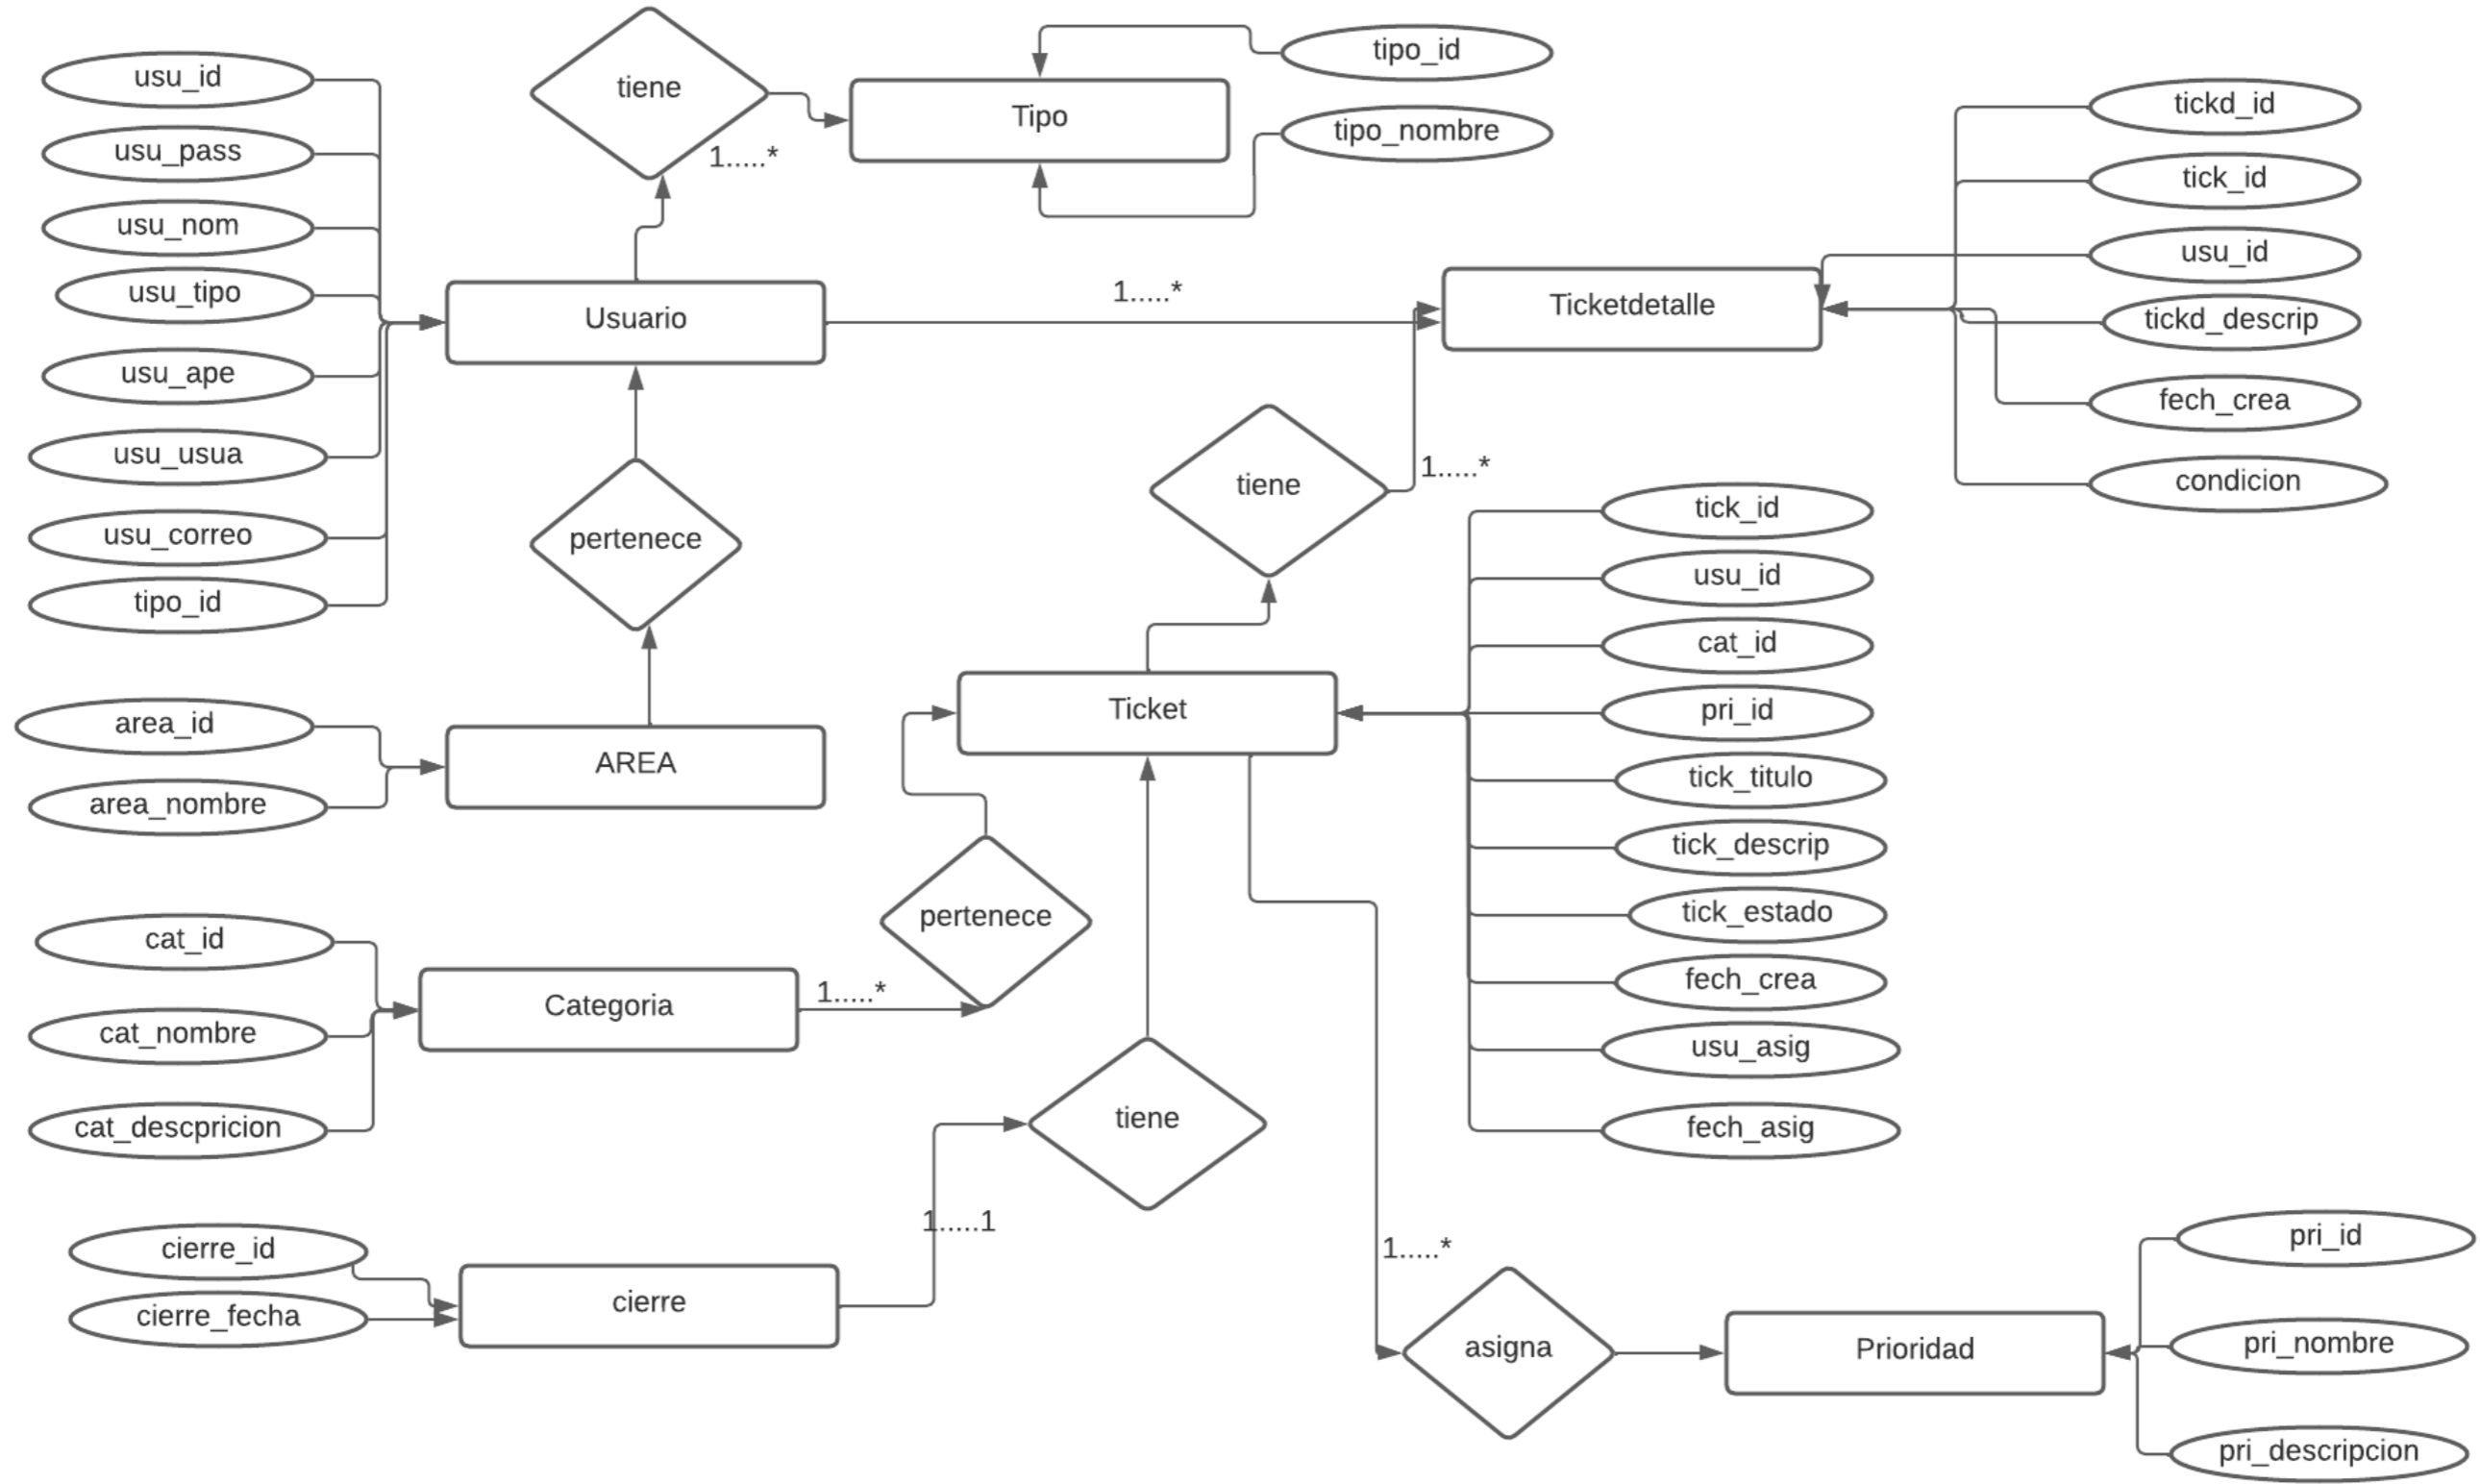 tiene
tipo_id
usu_id
Tipo
tickd_id
tipo_nombre
usu_pass
1.....*
tick_id
usu_nom
usu_id
usu_tipo
1.....*
Usuario
Ticketdetalle
tickd_descrip
usu_ape
fech_crea
usu_usua
1.....*
tiene
condicion
tick_id
usu_correo
pertenece
usu_id
tipo_id
cat_id
area_id
Ticket
pri_id
AREA
tick_titulo
area_nombre
tick_descrip
cat_id
pertenece
tick_estado
1.....*
Categoria
fech_crea
cat_nombre
usu_asig
cat_descpricion
tiene
fech_asig
1.....1
cierre_id
1.....*
pri_id
cierre_fecha
cierre
asigna
Prioridad
pri_nombre
pri_descripcion